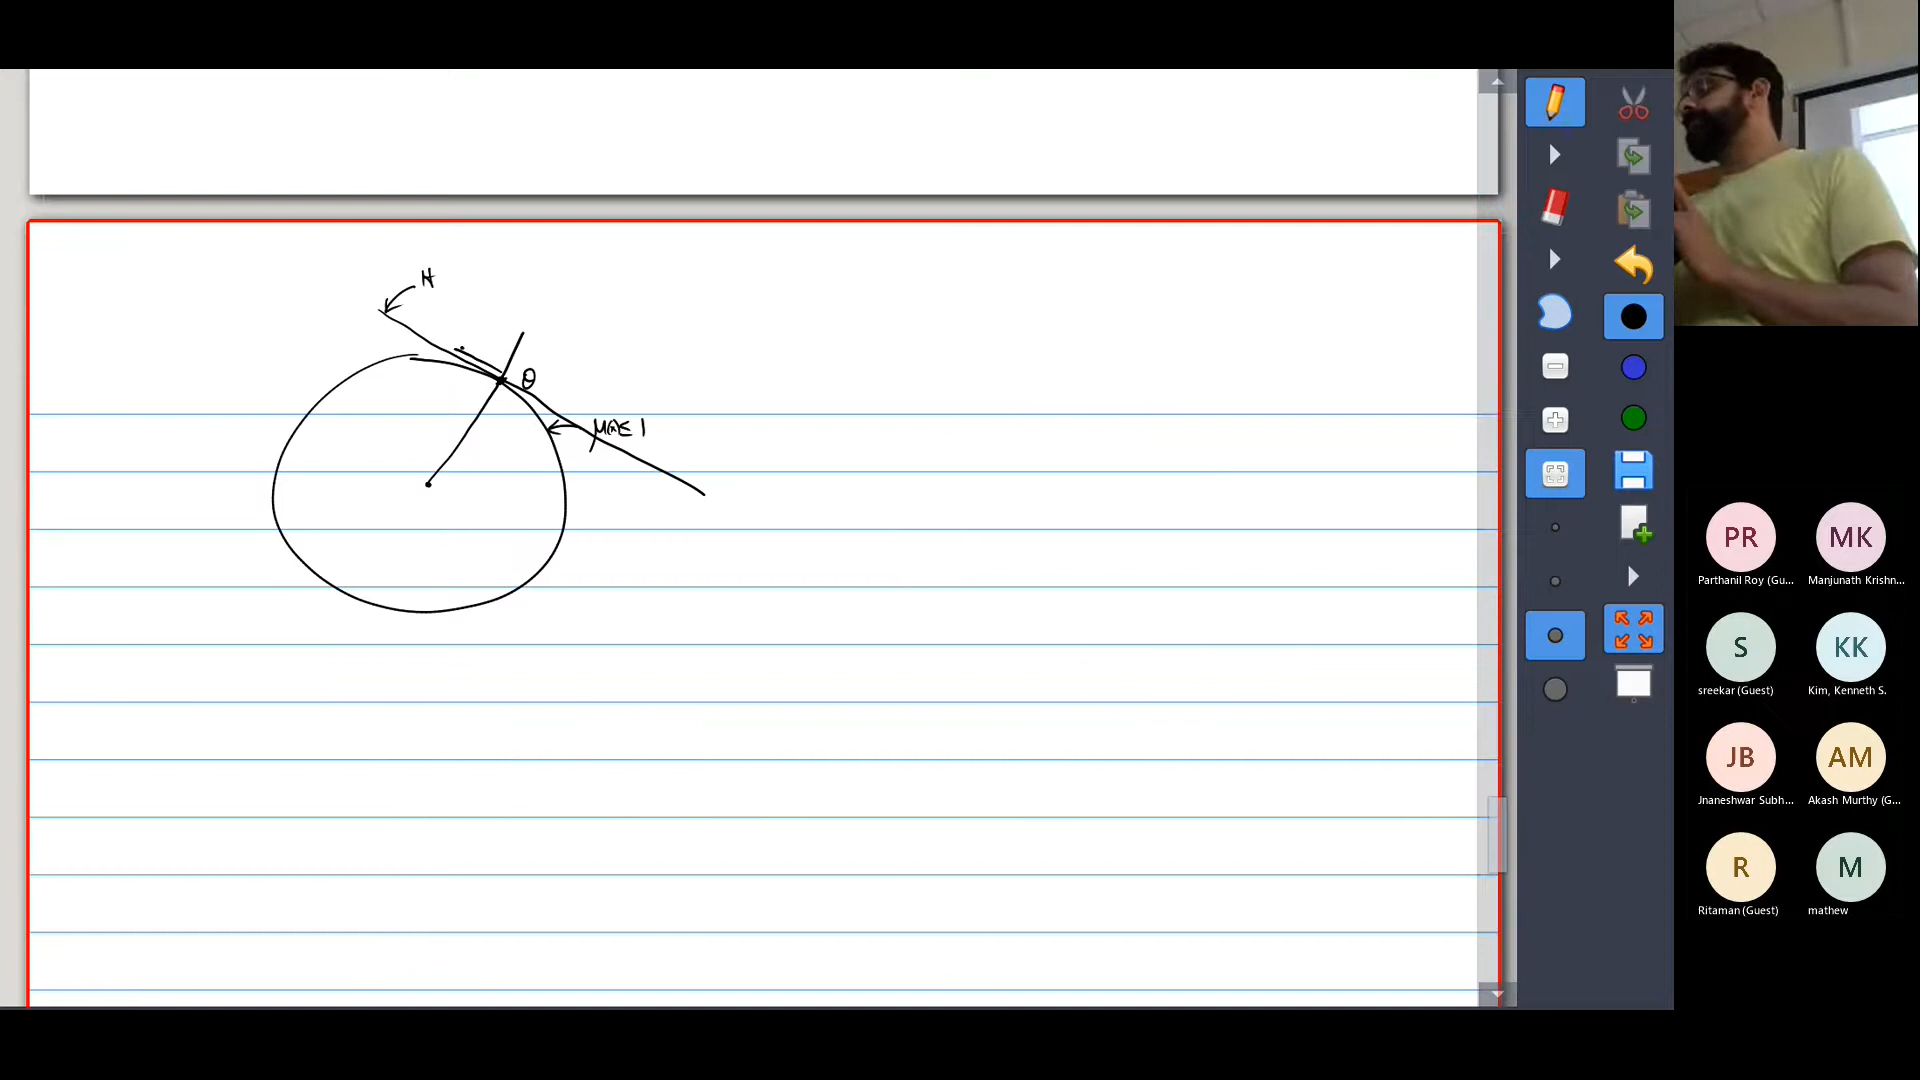 H
θ
μ(x) ≤ 1
PR
MK
Parthanil Roy (Gu...
Manjunath Krishn...
S
KK
sreekar (Guest)
Kim, Kenneth S.
JB
AM
Jnaneshwar Subh...
Akash Murthy (G...
R
M
Ritaman (Guest)
mathew